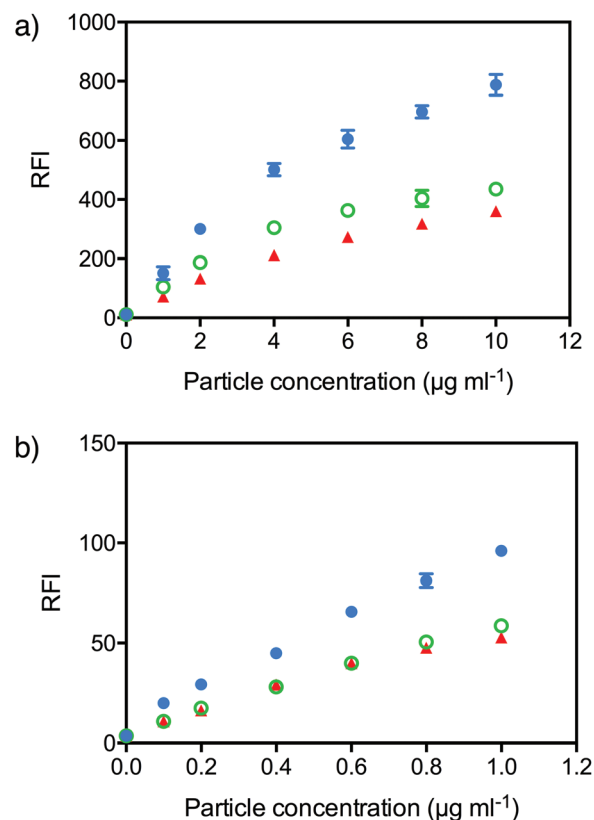 a)
1000
800
600
400
200
0
RFI
0 2 4 6 8 10 12
Particle concentration (µg ml-1)
b)
150
100
50
0
RFI
0.0 0.2 0.4 0.6 0.8 1.0 1.2
Particle concentration (µg ml-1)